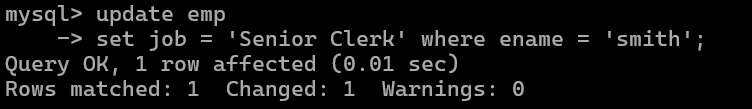 mysql> update emp
    -> set job = 'Senior Clerk' where ename = 'smith';
Query OK, 1 row affected (0.01 sec)
Rows matched: 1  Changed: 1  Warnings: 0